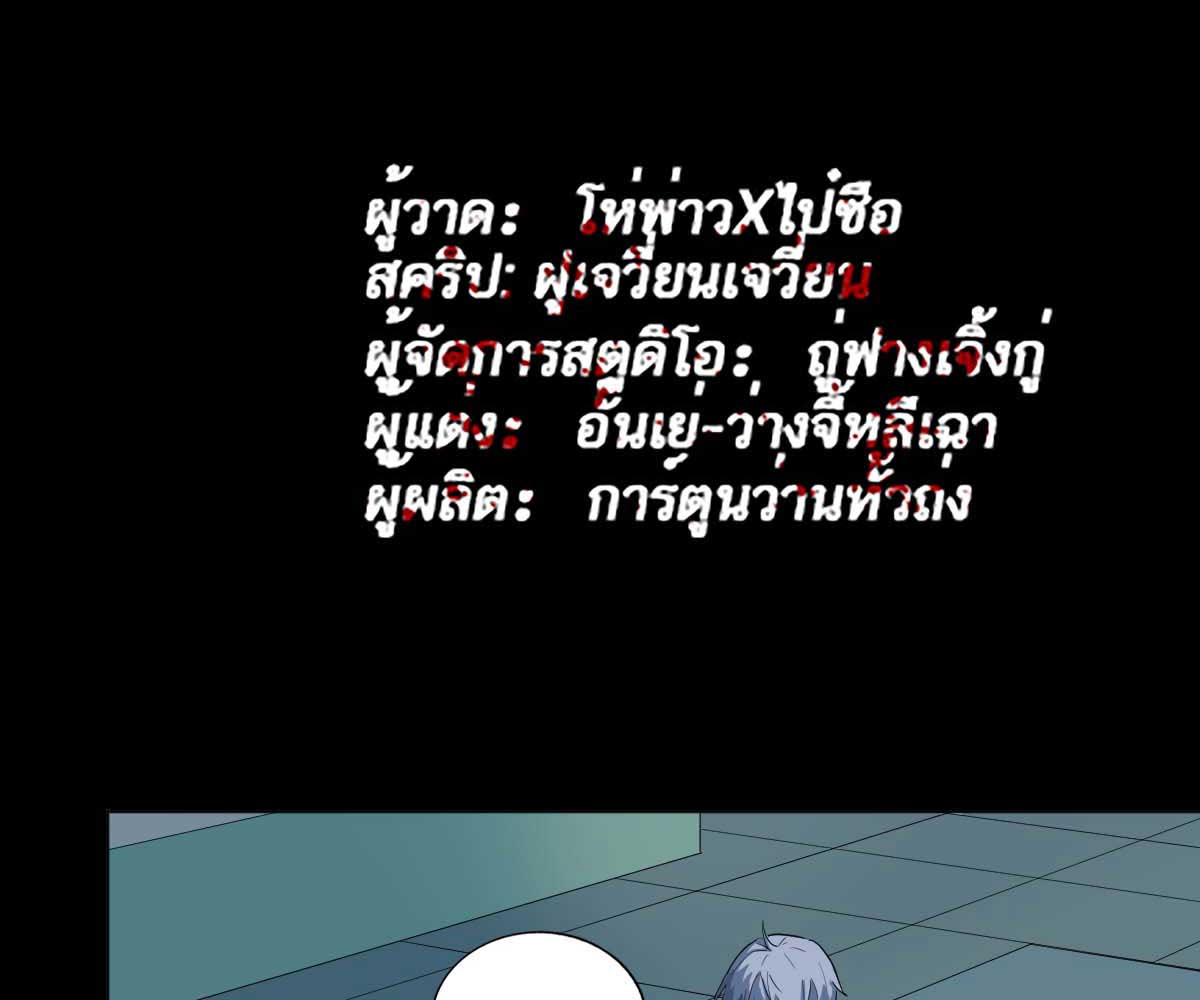 ผู้วาด: โท่พ่าวXไป๋ซือ
สคริป: ฝูเจวี่ยนเจวี่ยน
ผู้จัดการสตูดิโอ: ถู่ฟางเจิ้งกู่
ผู้แต่ง: อั้นเย่-ว่างจี้หลีเฉา
ผู้ผลิต: การ์ตูนว่านทั่วถง